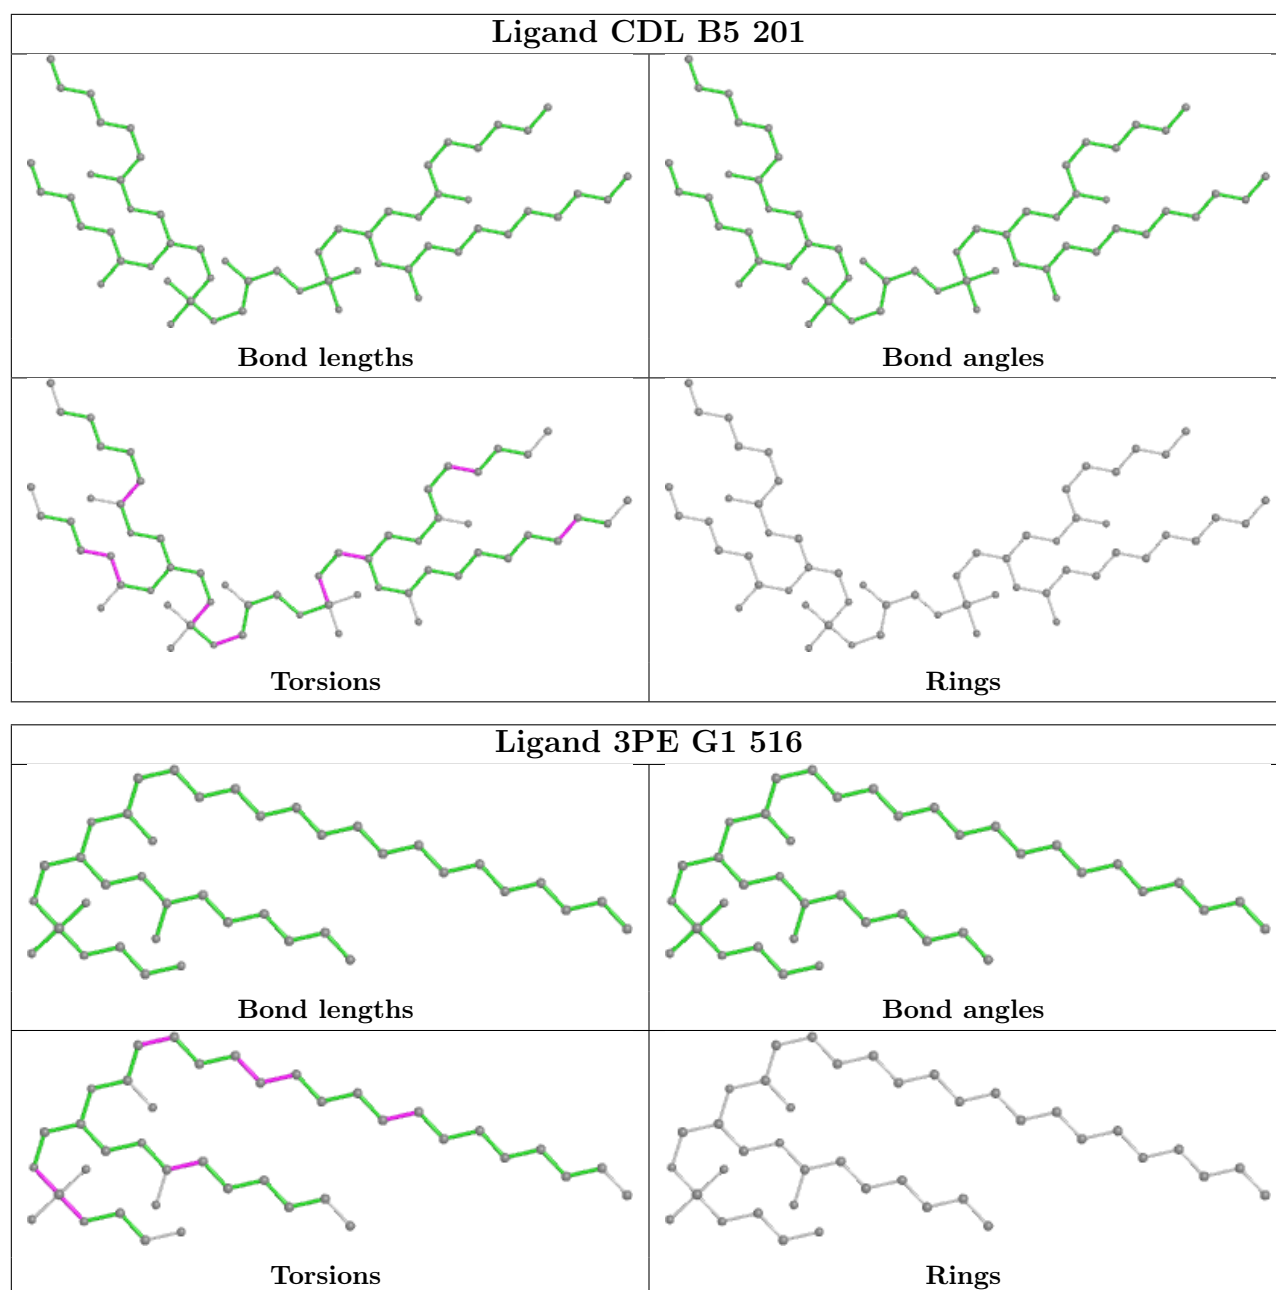 Ligand CDL B5 201
Bond lengths
Bond angles
Torsions
Rings
Ligand 3PE G1 516
Bond lengths
Bond angles
Torsions
Rings